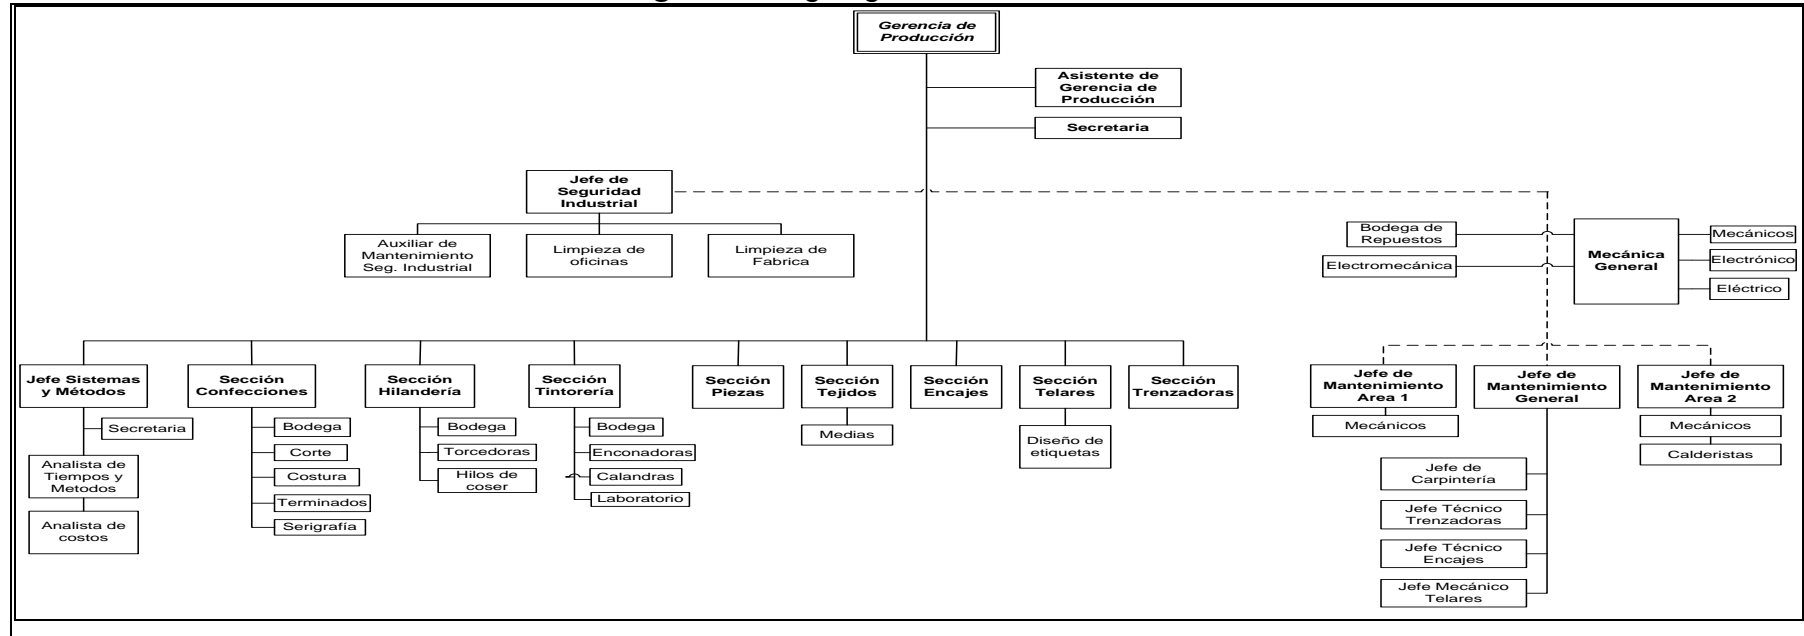 Gerencia de
Producción
Asistente de
Gerencia de
Producción
Secretaria
Jefe de
Seguridad
Industrial
Auxiliar de
Mantenimiento
Seg. Industrial
Limpieza de
oficinas
Limpieza de
Fabrica
Bodega de
Repuestos
Electromecánica
Mecánica
General
Mecánicos
Electrónico
Eléctrico
Jefe Sistemas
y Métodos
Secretaria
Analista de
Tiempos y
Metodos
Analista de
costos
Sección
Confecciones
Bodega
Corte
Costura
Terminados
Serigrafía
Sección
Hilandería
Bodega
Torcedoras
Hilos de
coser
Sección
Tintorería
Bodega
Enconadoras
Calandras
Laboratorio
Sección
Piezas
Sección
Tejidos
Medias
Sección
Encajes
Sección
Telares
Diseño de
etiquetas
Sección
Trenzadoras
Jefe de
Mantenimiento
Area 1
Mecánicos
Jefe de
Mantenimiento
General
Jefe de
Carpintería
Jefe Técnico
Trenzadoras
Jefe Técnico
Encajes
Jefe Mecánico
Telares
Jefe de
Mantenimiento
Area 2
Mecánicos
Calderistas